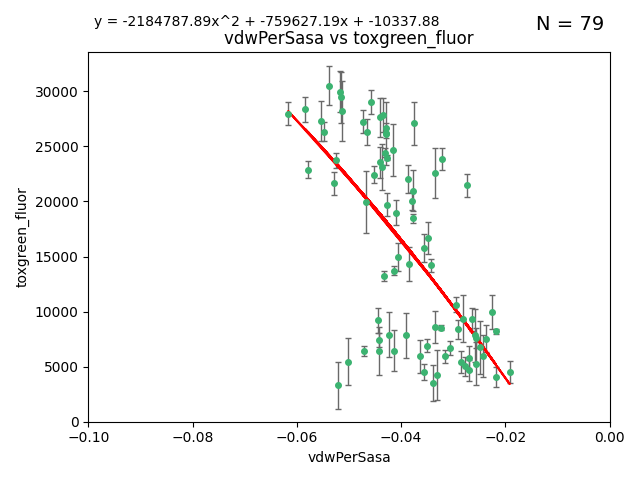 y = -2184787.89x^2 + -759627.19x + -10337.88
N = 79
vdwPerSasa vs toxgreen_fluor
toxgreen_fluor
30000
25000
20000
15000
10000
5000
0
−0.10
−0.08
−0.06
−0.04
−0.02
0.00
vdwPerSasa